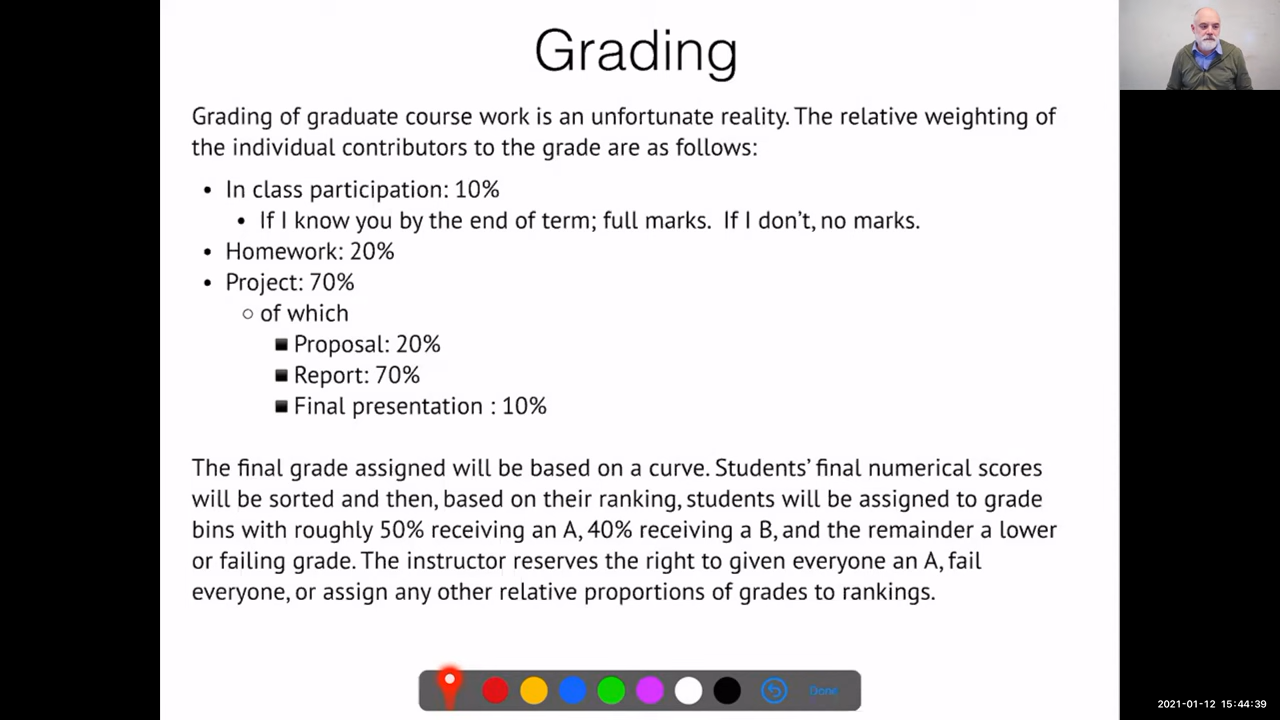 Grading
Grading of graduate course work is an unfortunate reality. The relative weighting of
the individual contributors to the grade are as follows:
• In class participation: 10%
• If I know you by the end of term; full marks.  If I don’t, no marks.
• Homework: 20%
• Project: 70%
○ of which
■ Proposal: 20%
■ Report: 70%
■ Final presentation : 10%
The final grade assigned will be based on a curve. Students’ final numerical scores
will be sorted and then, based on their ranking, students will be assigned to grade
bins with roughly 50% receiving an A, 40% receiving a B, and the remainder a lower
or failing grade. The instructor reserves the right to given everyone an A, fail
everyone, or assign any other relative proportions of grades to rankings.
Done
2021-01-12 15:44:39